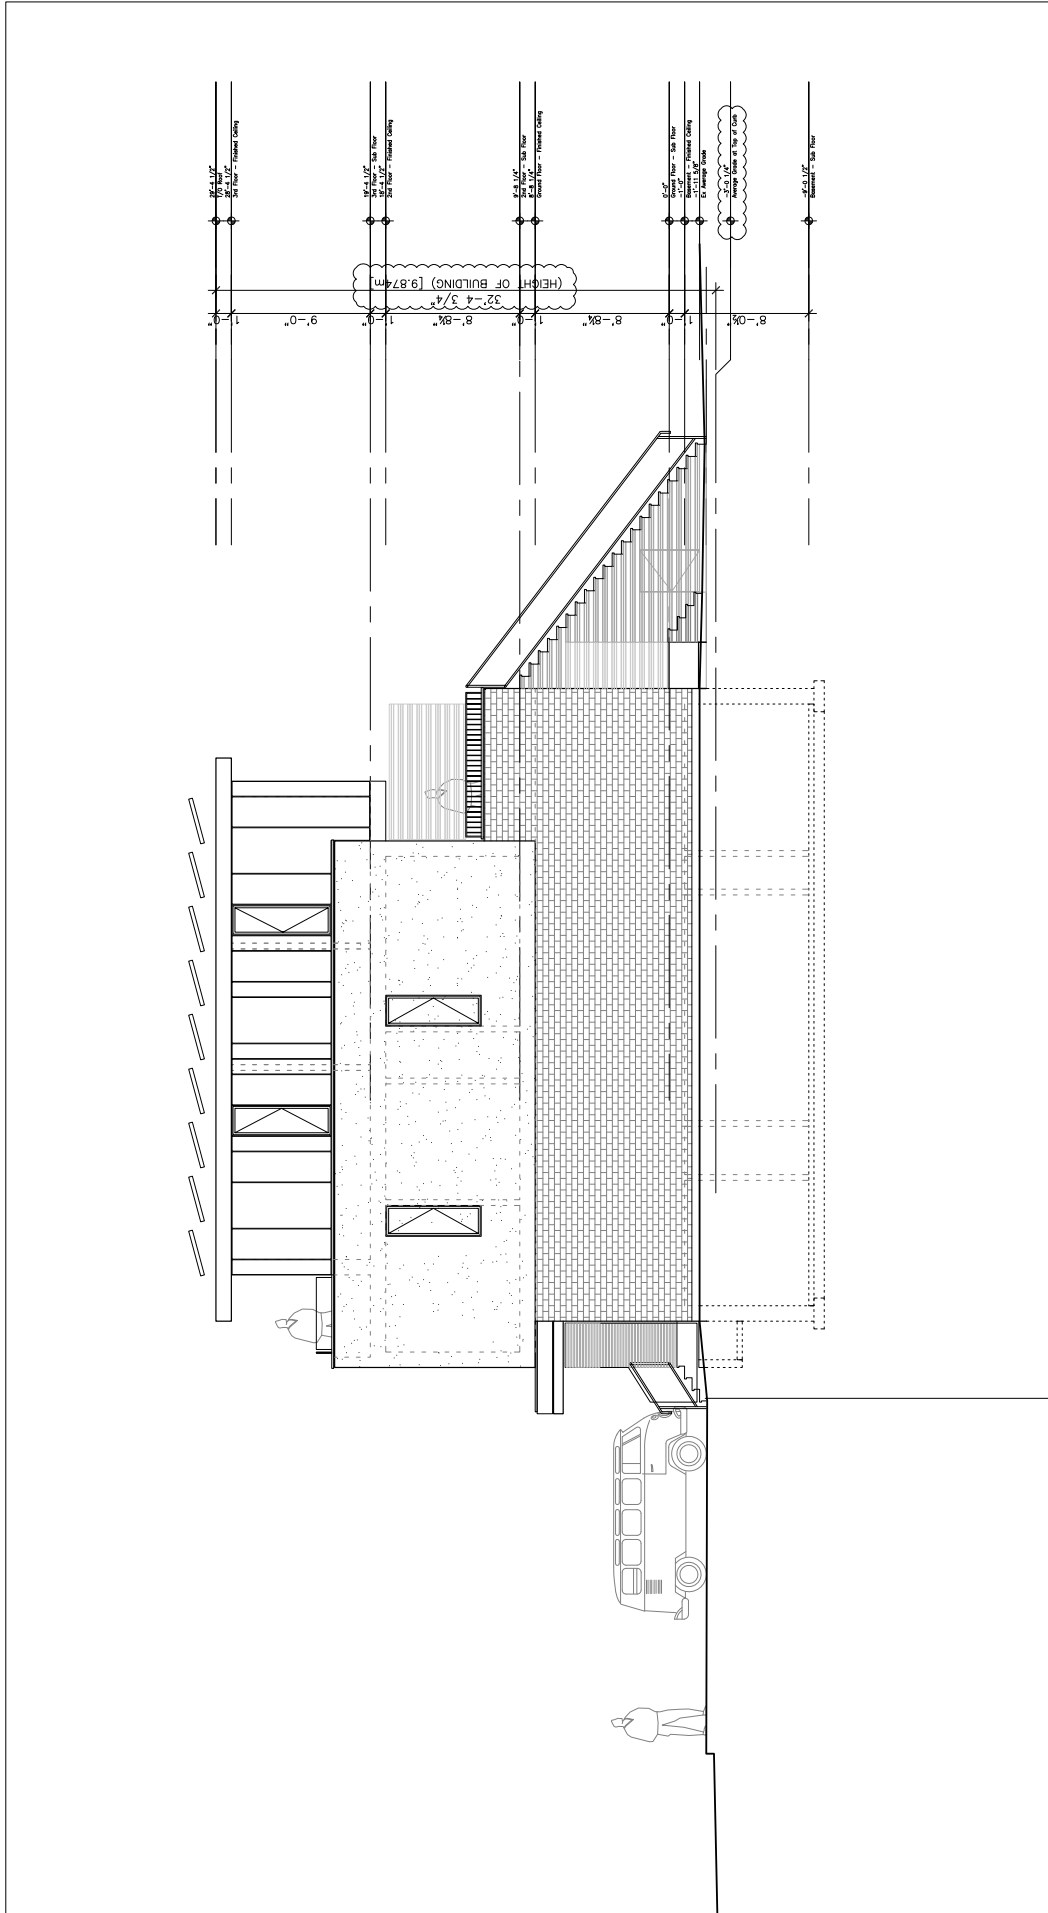 29'-4 1/2"
T/O Roof
28'-4 1/2"
3rd Floor - Finished Ceiling
19'-4 1/2"
3rd Floor - Sub Floor
18'-4 1/2"
2nd Floor - Finished Ceiling
9'-8 1/4"
2nd Floor - Sub Floor
8'-8 1/4"
Ground Floor - Finished Ceiling
0'-0"
Ground Floor - Sub Floor
-1'-0"
Basement - Finished Ceiling
-1'-11 5/8"
Ex Average Grade
-3'-0 1/4"
Average Grade at Top of Curb
-9'-0 1/2"
Basement - Sub Floor
32'-4 3/4"
(HEIGHT OF BUILDING) [9.874m]
1'-0"
9'-0"
1'-0"
8'-8¼"
1'-0"
8'-8¼"
1'-0"
8'-0½"